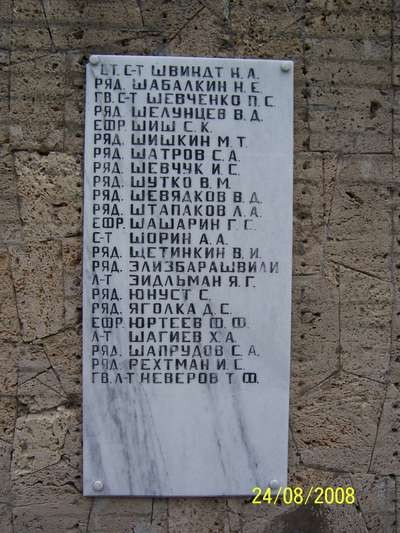 СТ. С-Т ШВИНДТ Н. А.
РЯД. ШАБАЛКИН Н. Е.
ГВ. С-Т ШЕВЧЕНКО П. С.
РЯД. ШЕЛУНЦЕВ В. Д.
ЕФР. ШИШ С. К.
РЯД. ШИШКИН М. Т.
РЯД. ШАТРОВ С. А.
РЯД. ШЕВЧУК И. С.
РЯД. ШУТКО В. М.
РЯД. ШЕВЯДКОВ В. Д.
РЯД. ШТАПАКОВ Л. А.
ЕФР. ШАШАРИН Г. С.
С-Т ШОРИН А. А.
РЯД. ЩЕТИНКИН В. И.
РЯД. ЭЛИЗБАРАШВИЛИ
Л-Т ЭИДЛЬМАН Я. Г.
РЯД. ЮНУСТ С.
РЯД. ЯГОЛКА Д. С.
ЕФР. ЮРТЕЕВ Ф. Ф.
Л-Т ШАГИЕВ Х. А.
РЯД. ШАПРУДОВ С. А.
РЯД. РЕХТМАН И. С.
ГВ. Л-Т НЕВЕРОВ Т. Ф.
24/08/2008